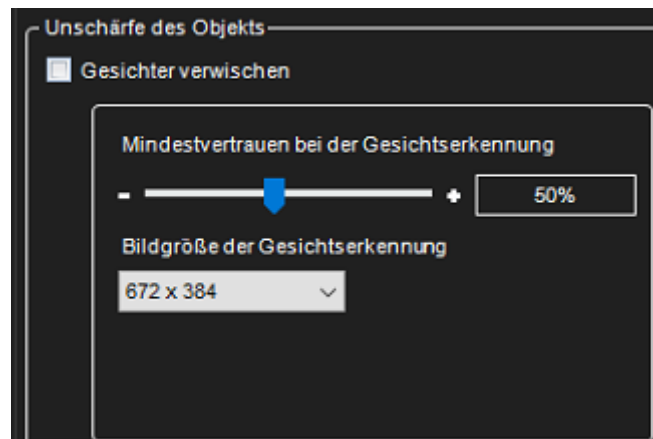 Unschärfe des Objekts
Gesichter verwischen
Mindestvertrauen bei der Gesichtserkennung
- + 50%
Bildgröße der Gesichtserkennung
672 x 384